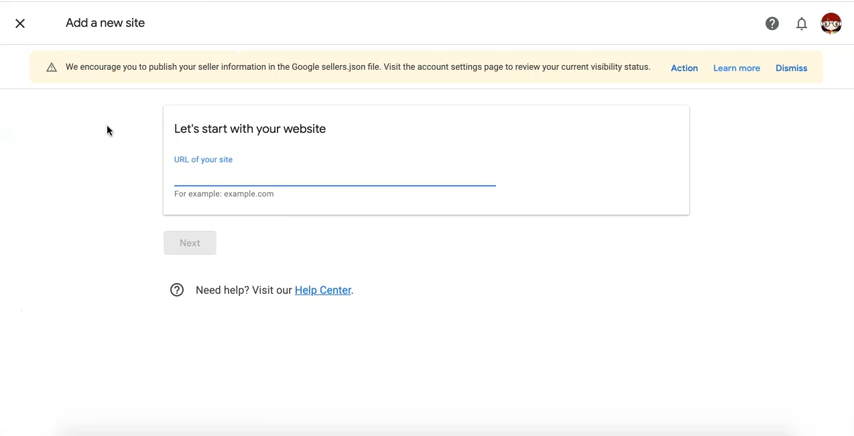 Add a new site
We encourage you to publish your seller information in the Google sellers.json file. Visit the account settings page to review your current visibility status. Action Learn more Dismiss
Let's start with your website
URL of your site
For example: example.com
Next
Need help? Visit our Help Center.